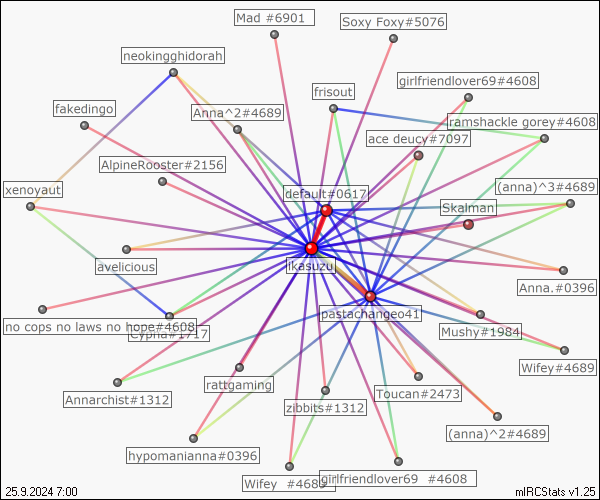 Mad #6901
Soxy Foxy#5076
neokingghidorah
girlfriendlover69#4608
frisout
fakedingo
Anna^2#4689
ramshackle gorey#4608
ace deucy#7097
AlpineRooster#2156
xenoyaut
default#0617
(anna)^3#4689
Skalman
avelicious
ikasuzu
Anna.#0396
pastachangeo41
no cops no laws no hope#4608
Cypha#1717
Mushy#1984
Wifey#4689
rattgaming
Toucan#2473
Annarchist#1312
zibbits#1312
(anna)^2#4689
hypomanianna#0396
Wifey #4689
girlfriendlover69 #4608
25.9.2024 7:00
mIRCStats v1.25